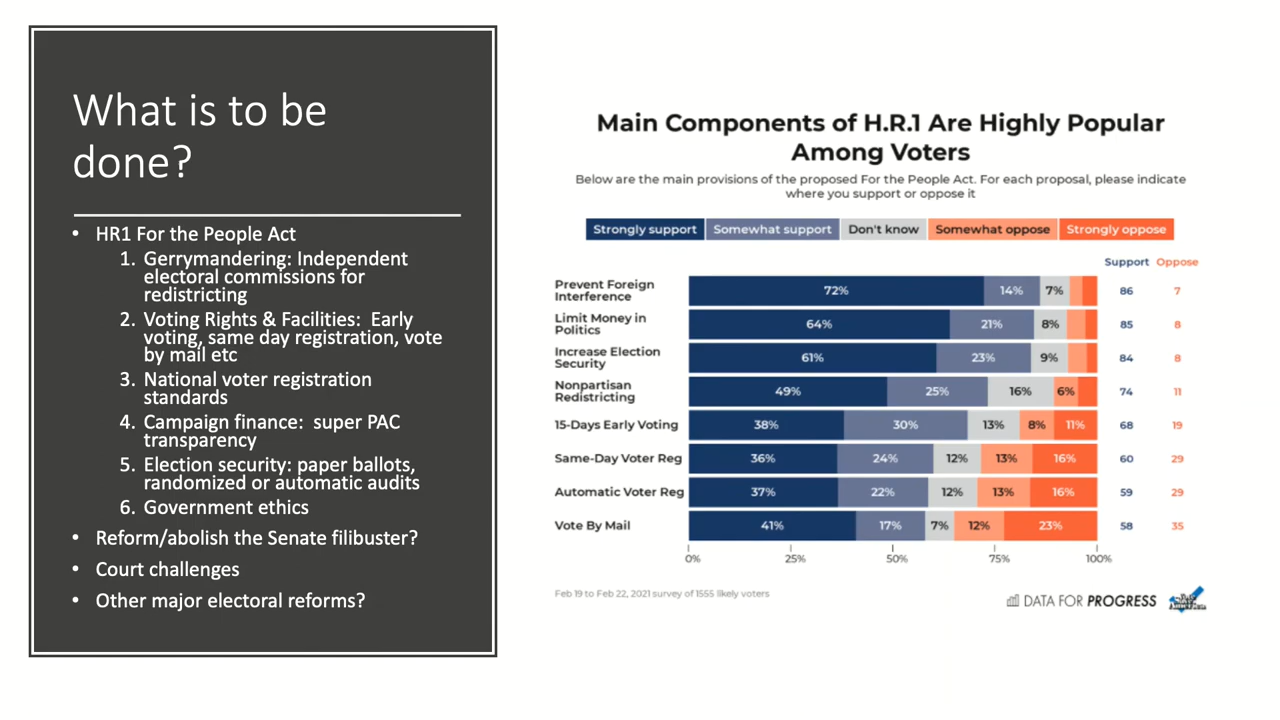 What is to be
done?
• HR1 For the People Act
1. Gerrymandering: Independent
electoral commissions for
redistricting
2. Voting Rights & Facilities: Early
voting, same day registration, vote
by mail etc
3. National voter registration
standards
4. Campaign finance: super PAC
transparency
5. Election security: paper ballots,
randomized or automatic audits
6. Government ethics
• Reform/abolish the Senate filibuster?
• Court challenges
• Other major electoral reforms?
Main Components of H.R.1 Are Highly Popular
Among Voters
Below are the main provisions of the proposed For the People Act. For each proposal, please indicate
where you support or oppose it
Strongly support Somewhat support Don't know Somewhat oppose Strongly oppose
Support Oppose
Prevent Foreign
Interference
72% 14% 7% 86 7
Limit Money in
Politics
64% 21% 8% 85 8
Increase Election
Security
61% 23% 9% 84 8
Nonpartisan
Redistricting
49% 25% 16% 6% 74 11
15-Days Early Voting 38% 30% 13% 8% 11% 68 19
Same-Day Voter Reg 36% 24% 12% 13% 16% 60 29
Automatic Voter Reg 37% 22% 12% 13% 16% 59 29
Vote By Mail 41% 17% 7% 12% 23% 58 35
0% 25% 50% 75% 100%
Feb 19 to Feb 22, 2021 survey of 1555 likely voters
DATA FOR PROGRESS